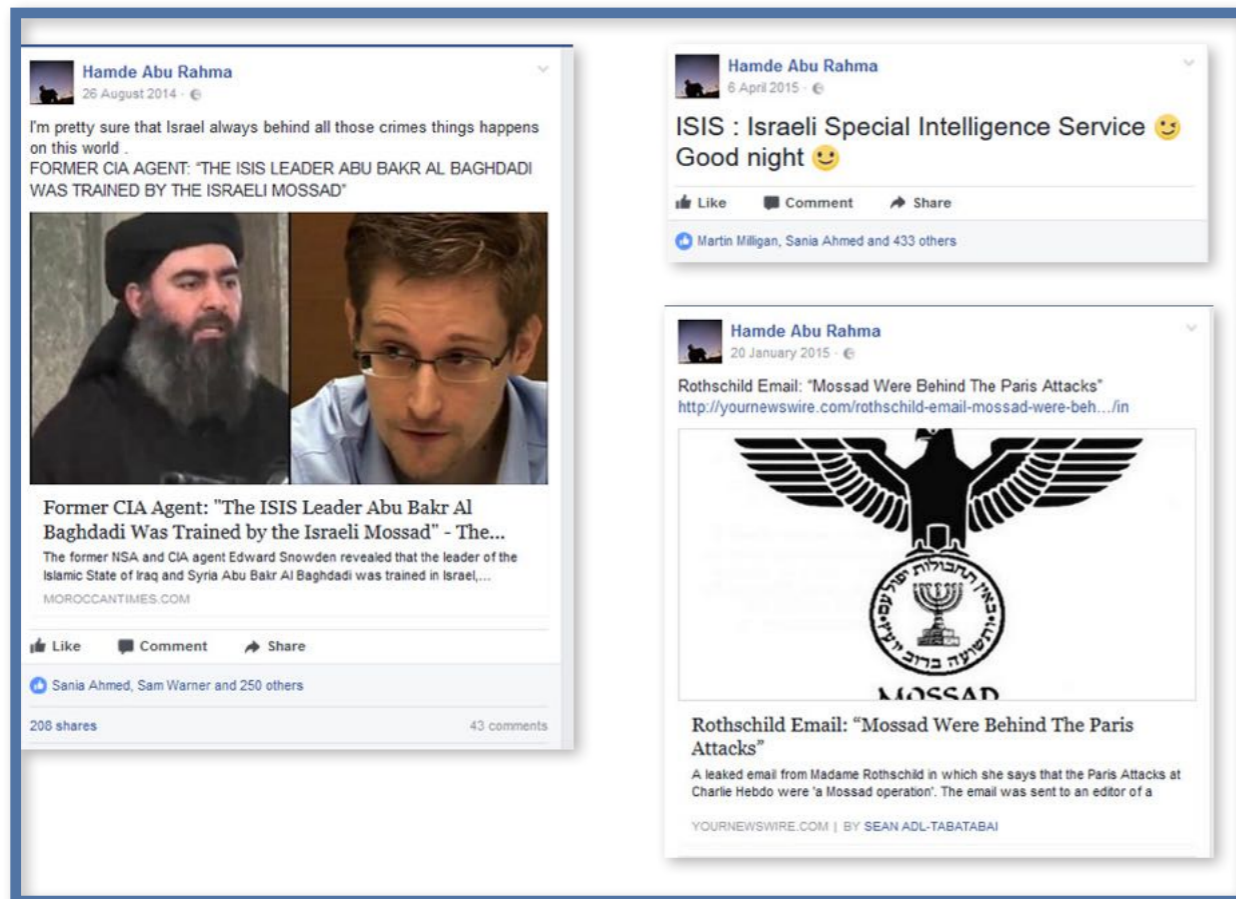 Hamde Abu Rahma
26 August 2014 ·
I'm pretty sure that Israel always behind all those crimes things happens
on this world .
FORMER CIA AGENT: “THE ISIS LEADER ABU BAKR AL BAGHDADI
WAS TRAINED BY THE ISRAELI MOSSAD”
Former CIA Agent: "The ISIS Leader Abu Bakr Al
Baghdadi Was Trained by the Israeli Mossad" - The...
The former NSA and CIA agent Edward Snowden revealed that the leader of the
Islamic State of Iraq and Syria Abu Bakr Al Baghdadi was trained in Israel,...
MOROCCANTIMES.COM
Like Comment Share
Sania Ahmed, Sam Warner and 250 others
208 shares 43 comments
Hamde Abu Rahma
6 April 2015 ·
ISIS : Israeli Special Intelligence Service 😉
Good night 🙂
Like Comment Share
Martin Milligan, Sania Ahmed and 433 others
Hamde Abu Rahma
20 January 2015 ·
Rothschild Email: “Mossad Were Behind The Paris Attacks”
http://yournewswire.com/rothschild-email-mossad-were-beh…/in
באין תחבולות יפול עם
ותשועה ברוב יועץ
MOSSAD
Rothschild Email: “Mossad Were Behind The Paris
Attacks”
A leaked email from Madame Rothschild in which she says that the Paris Attacks at
Charlie Hebdo were 'a Mossad operation'. The email was sent to an editor of a
YOURNEWSWIRE.COM | BY SEAN ADL-TABATABAI